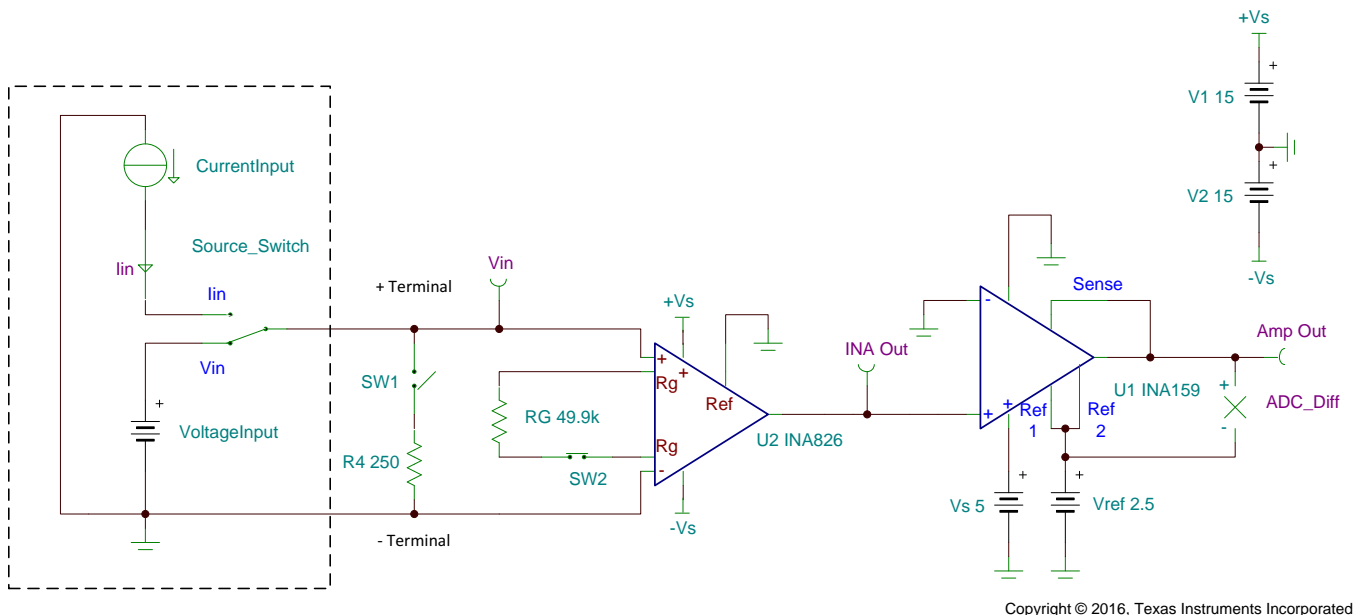 +Vs
+
V1 15
+
V2 15
-Vs
CurrentInput
Source_Switch
Iin
Iin
Vin
+
VoltageInput
+ Terminal
Vin
SW1
R4 250
- Terminal
+Vs
+
+
Rg
Ref
RG 49.9k
Rg
-
SW2
-Vs
U2 INA826
INA Out
-
Sense
+
+
Ref
1
Ref
2
U1 INA159
Amp Out
+
ADC_Diff
-
+
Vs 5
+
Vref 2.5
Copyright © 2016, Texas Instruments Incorporated